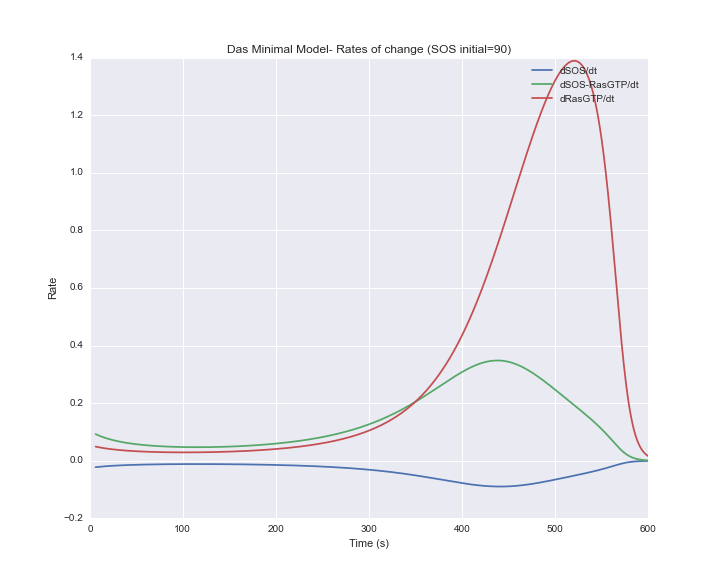 Das Minimal Model- Rates of change (SOS initial=90)
1.4
1.2
1.0
0.8
0.6
0.4
0.2
0.0
−0.2
Rate
dSOS/dt
dSOS-RasGTP/dt
dRasGTP/dt
0 100 200 300 400 500 600
Time (s)